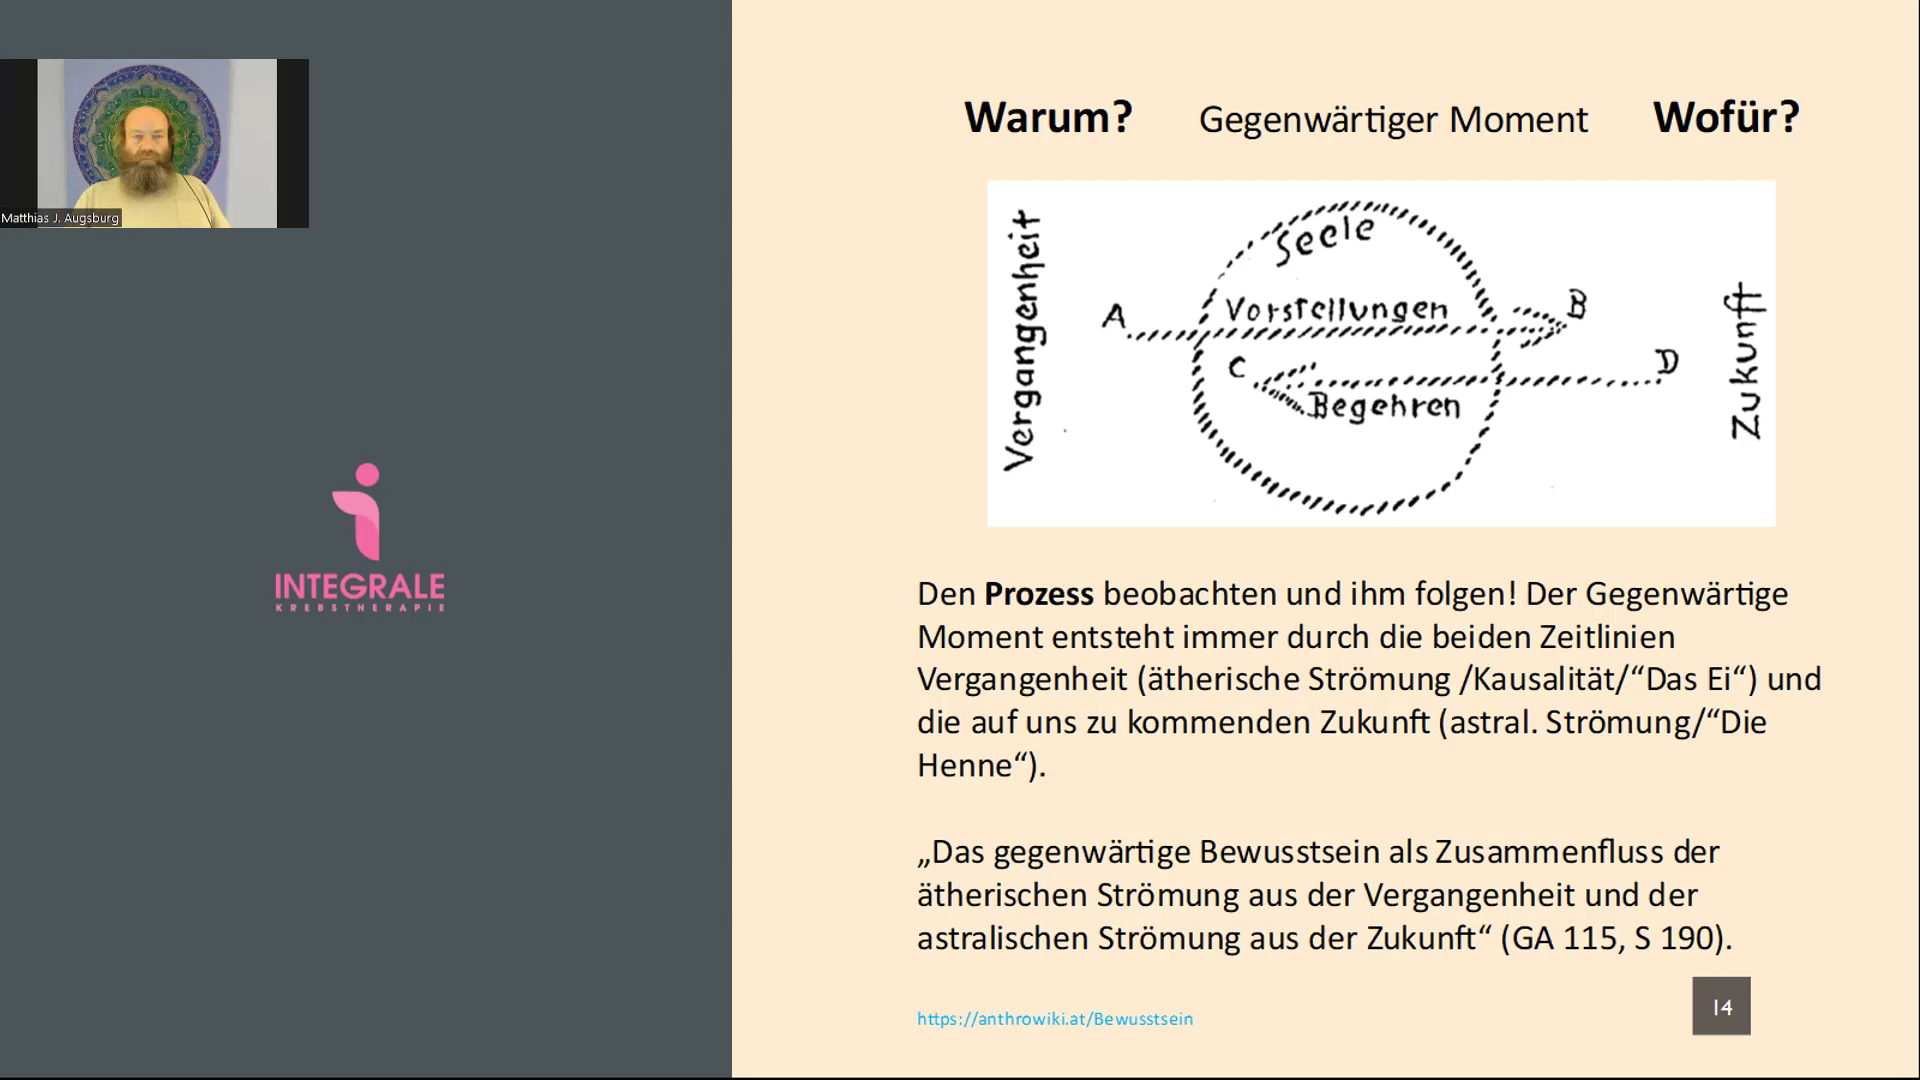 Matthias J. Augsburg
INTEGRALE
KREBSTHERAPIE
Warum? Gegenwärtiger Moment Wofür?
Vergangenheit
Seele
A Vorstellungen B
C D
Begehren
Zukunft
Den Prozess beobachten und ihm folgen! Der Gegenwärtige
Moment entsteht immer durch die beiden Zeitlinien
Vergangenheit (ätherische Strömung /Kausalität/“Das Ei“) und
die auf uns zu kommenden Zukunft (astral. Strömung/“Die
Henne“).
„Das gegenwärtige Bewusstsein als Zusammenfluss der
ätherischen Strömung aus der Vergangenheit und der
astralischen Strömung aus der Zukunft“ (GA 115, S 190).
https://anthrowiki.at/Bewusstsein
14